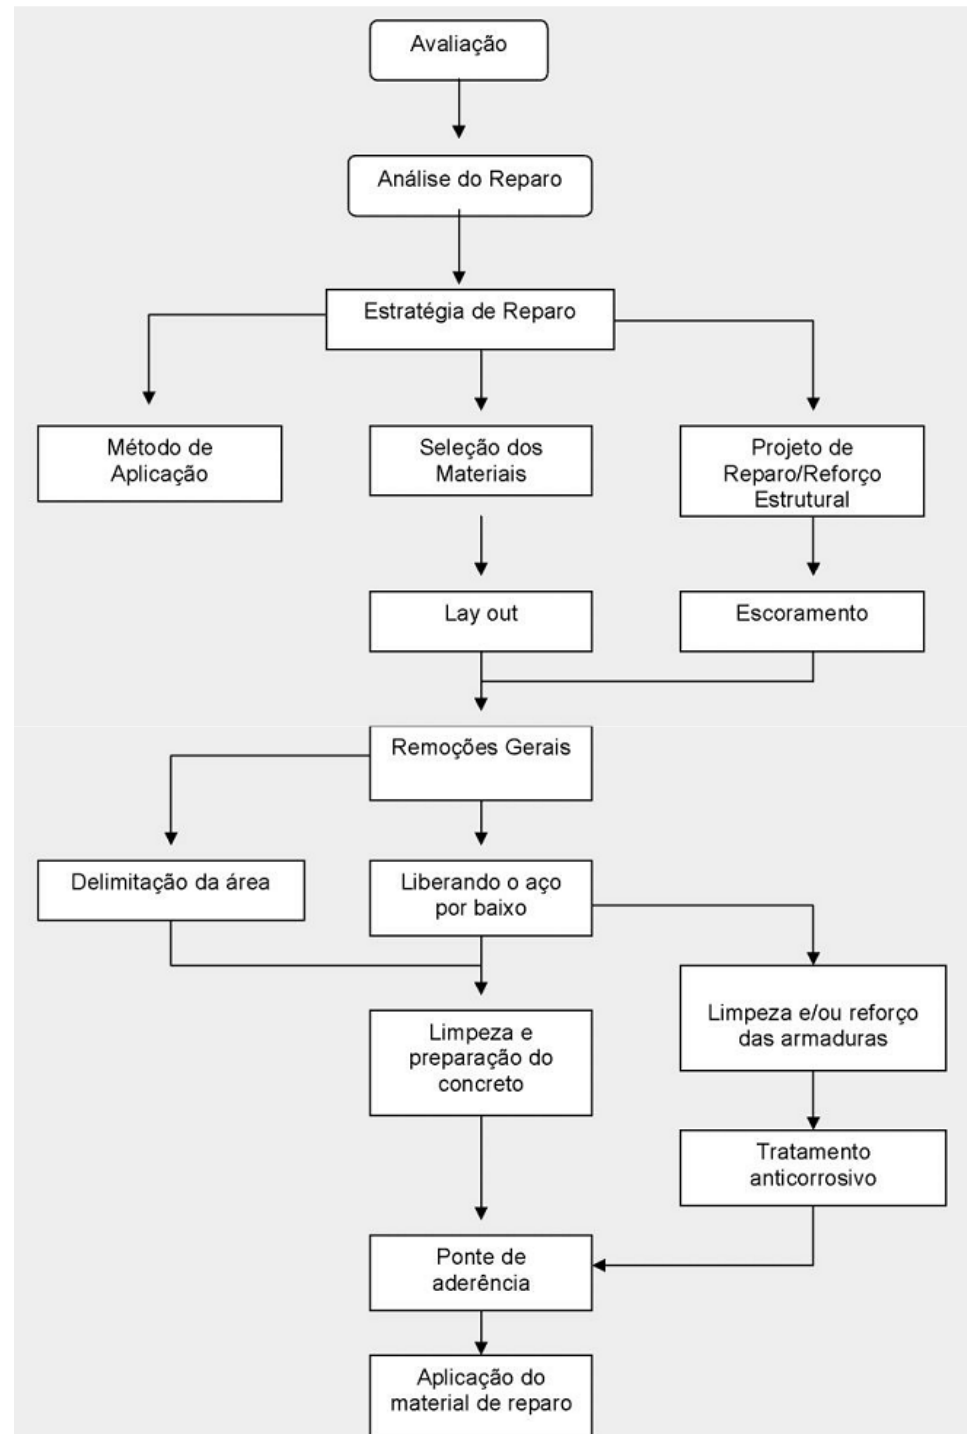 Avaliação
Análise do Reparo
Estratégia de Reparo
Método de
Aplicação
Seleção dos
Materiais
Projeto de
Reparo/Reforço
Estrutural
Lay out
Escoramento
Remoções Gerais
Delimitação da área
Liberando o aço
por baixo
Limpeza e/ou reforço
das armaduras
Limpeza e
preparação do
concreto
Tratamento
anticorrosivo
Ponte de
aderência
Aplicação do
material de reparo